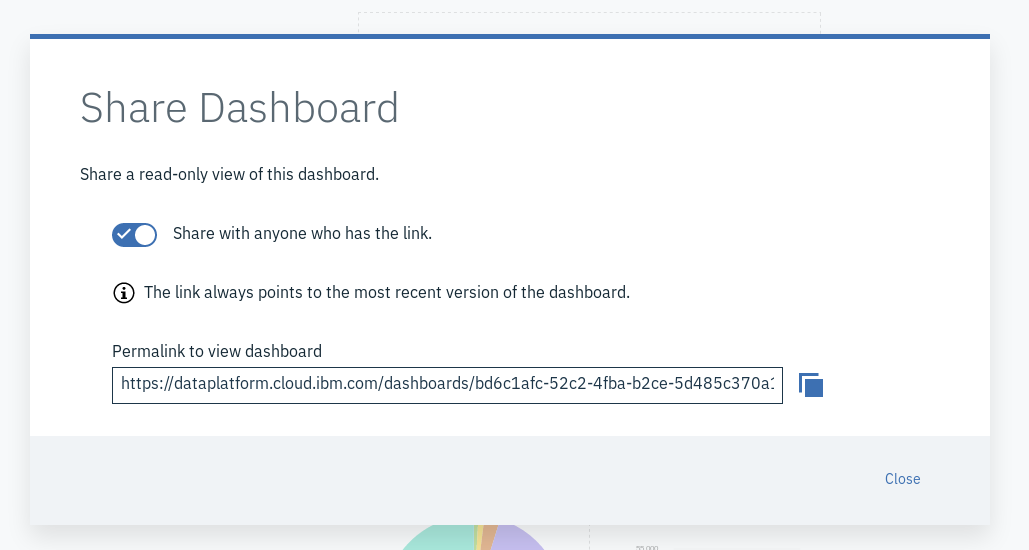 Share Dashboard
Share a read-only view of this dashboard.
Share with anyone who has the link.
The link always points to the most recent version of the dashboard.
Permalink to view dashboard
https://dataplatform.cloud.ibm.com/dashboards/bd6c1afc-52c2-4fba-b2ce-5d485c370a
Close